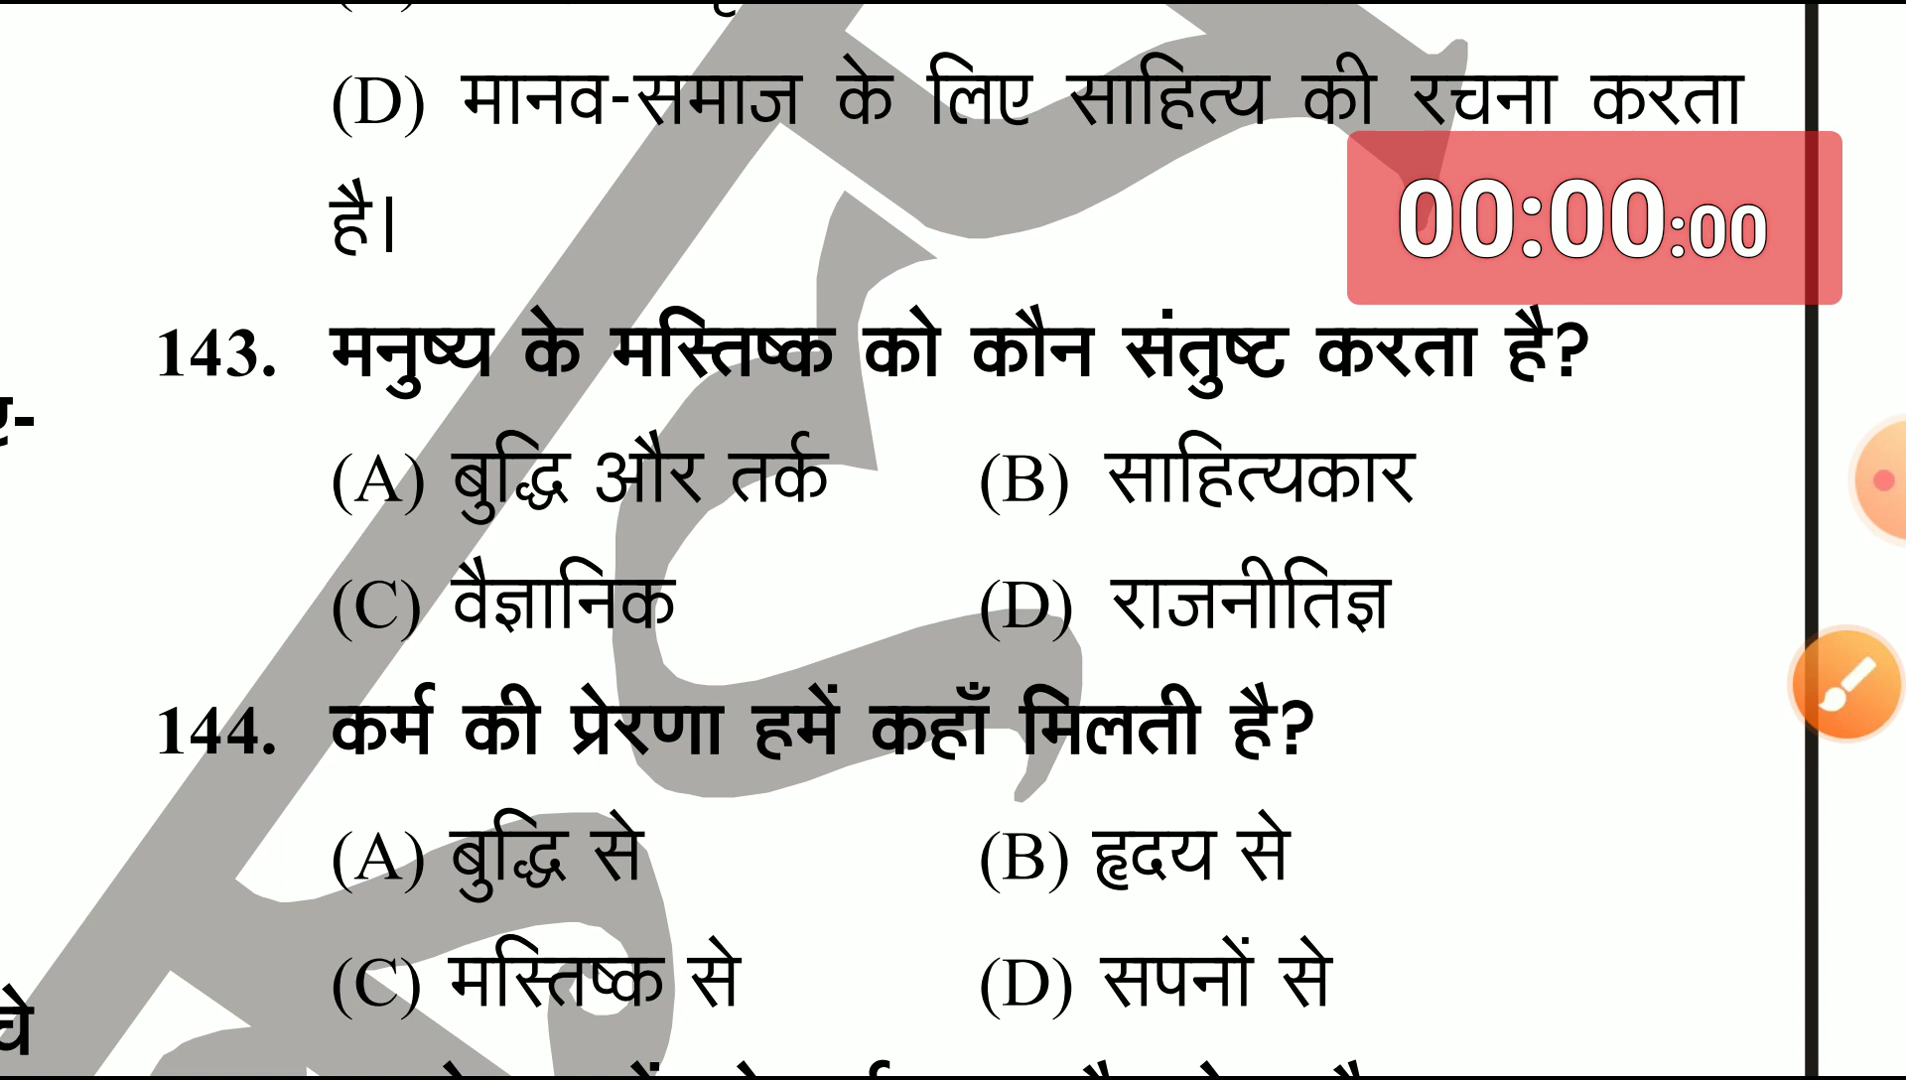 (D) मानव-समाज के लिए साहित्य की रचना करता
है।
00:00:00
143. मनुष्य के मस्तिष्क को कौन संतुष्ट करता है?
(A) बुद्धि और तर्क (B) साहित्यकार
(C) वैज्ञानिक (D) राजनीतिज्ञ
144. कर्म की प्रेरणा हमें कहाँ मिलती है?
(A) बुद्धि से (B) हृदय से
(C) मस्तिष्क से (D) सपनों से